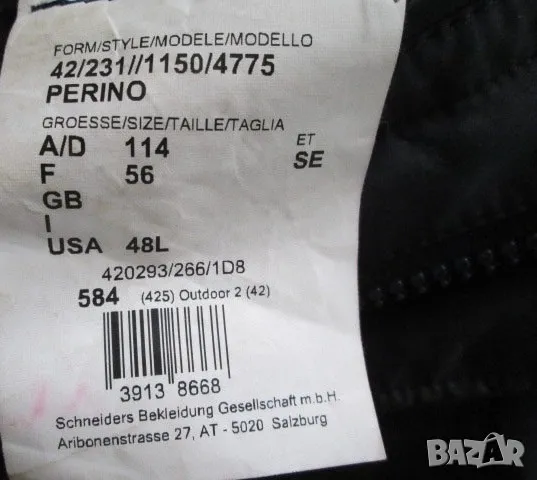 FORM/STYLE/MODELE/MODELLO
42/231//1150/4775
PERINO
GROESSE/SIZE/TAILLE/TAGLIA
A/D 114 ET
F 56 SE
GB
I
USA 48L
420293/266/1D8
584 (425) Outdoor 2 (42)
3913 8668
Schneiders Bekleidung Gesellschaft m.b.H.
Aribonenstrasse 27, AT - 5020 Salzburg
BAZAR